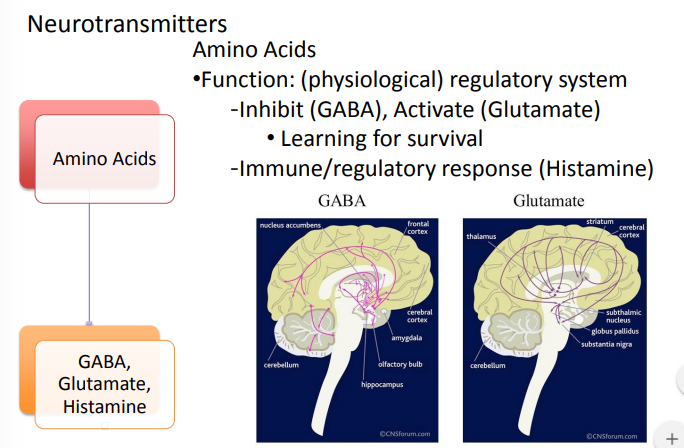 Neurotransmitters
Amino Acids
•Function: (physiological) regulatory system
-Inhibit (GABA), Activate (Glutamate)
• Learning for survival
-Immune/regulatory response (Histamine)
Amino Acids
GABA,
Glutamate,
Histamine
GABA
nucleus accumbens
frontal
cortex
cerebral
cortex
amygdala
cerebellum
olfactory bulb
hippocampus
©CNSforum.com
Glutamate
striatum
thalamus
cerebral
cortex
subthalmic
nucleus
globus pallidus
substantia nigra
cerebellum
©CNSforum.com
+